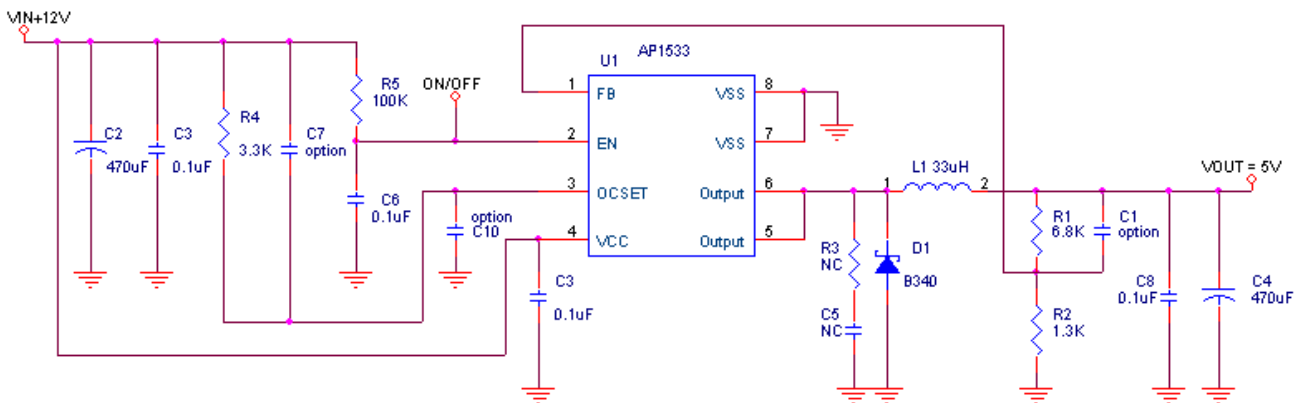 VIN+12V
C2
470uF
C3
0.1uF
R4
3.3K
C7
option
R5
100K
ON/OFF
C6
0.1uF
option
C10
C3
0.1uF
U1
AP1533
1
FB
2
EN
3
OCSET
4
VCC
VSS
8
VSS
7
Output
6
Output
5
R3
NC
C5
NC
D1
B340
1
L1 33uH
2
R1
6.8K
C1
option
R2
1.3K
C8
0.1uF
C4
470uF
VOUT = 5V